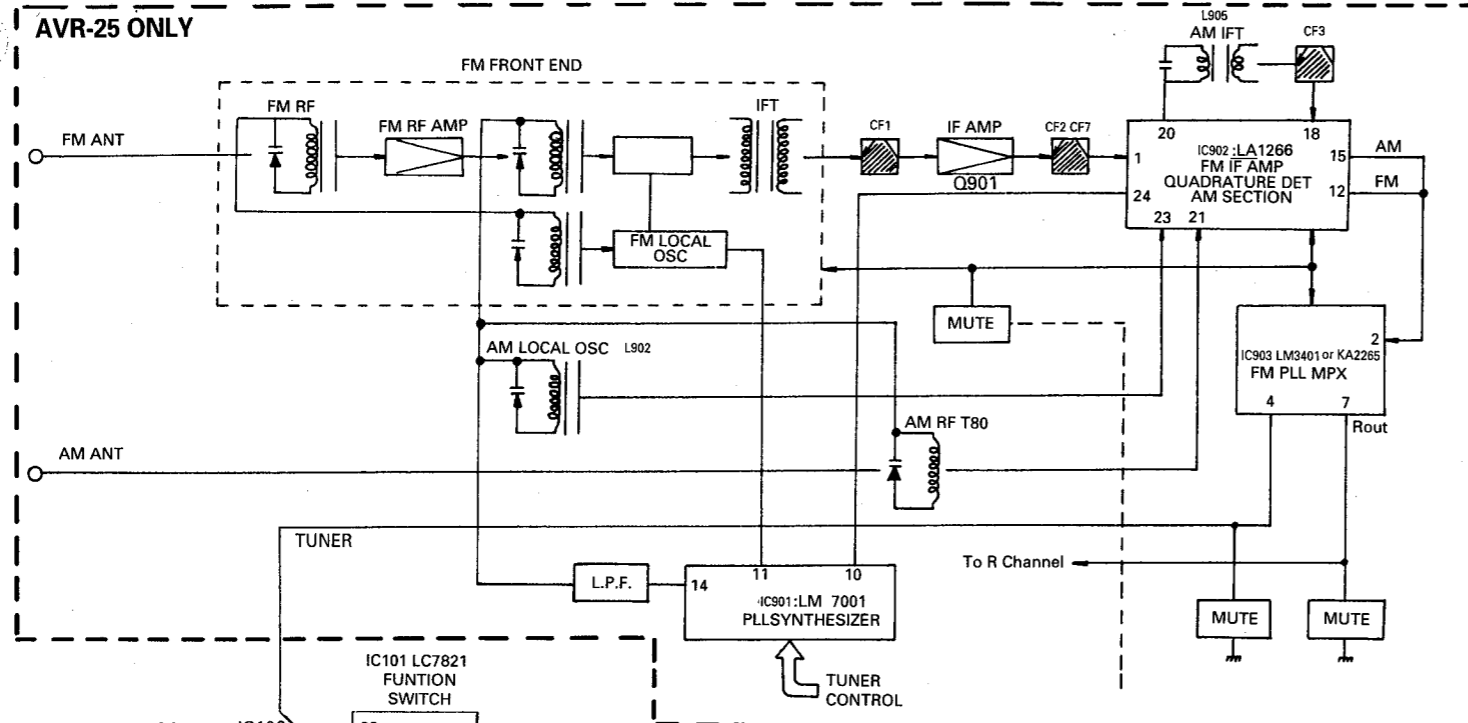 AVR-25 ONLY
FM FRONT END
FM ANT
FM RF
FM RF AMP
IFT
CF1
IF AMP
Q901
CF2 CF7
L905
AM IFT
CF3
20
18
1
IC902 :LA1266
FM IF AMP
QUADRATURE DET
AM SECTION
15
12
24
23
21
AM
FM
FM LOCAL
OSC
MUTE
AM LOCAL OSC L902
2
IC903 LM3401 or KA2265
FM PLL MPX
4
7
Rout
AM RF T80
AM ANT
TUNER
L.P.F.
14
11
10
IC901:LM 7001
PLLSYNTHESIZER
To R Channel
MUTE
MUTE
TUNER
CONTROL
IC101 LC7821
FUNTION
SWITCH